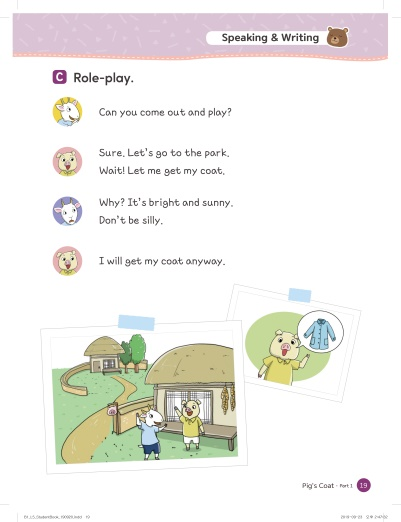 Speaking & Writing
C Role-play.
Can you come out and play?
Sure. Let's go to the park.
Wait! Let me get my coat.
Why? It's bright and sunny.
Don't be silly.
I will get my coat anyway.
Pig's Coat - Part 1 19